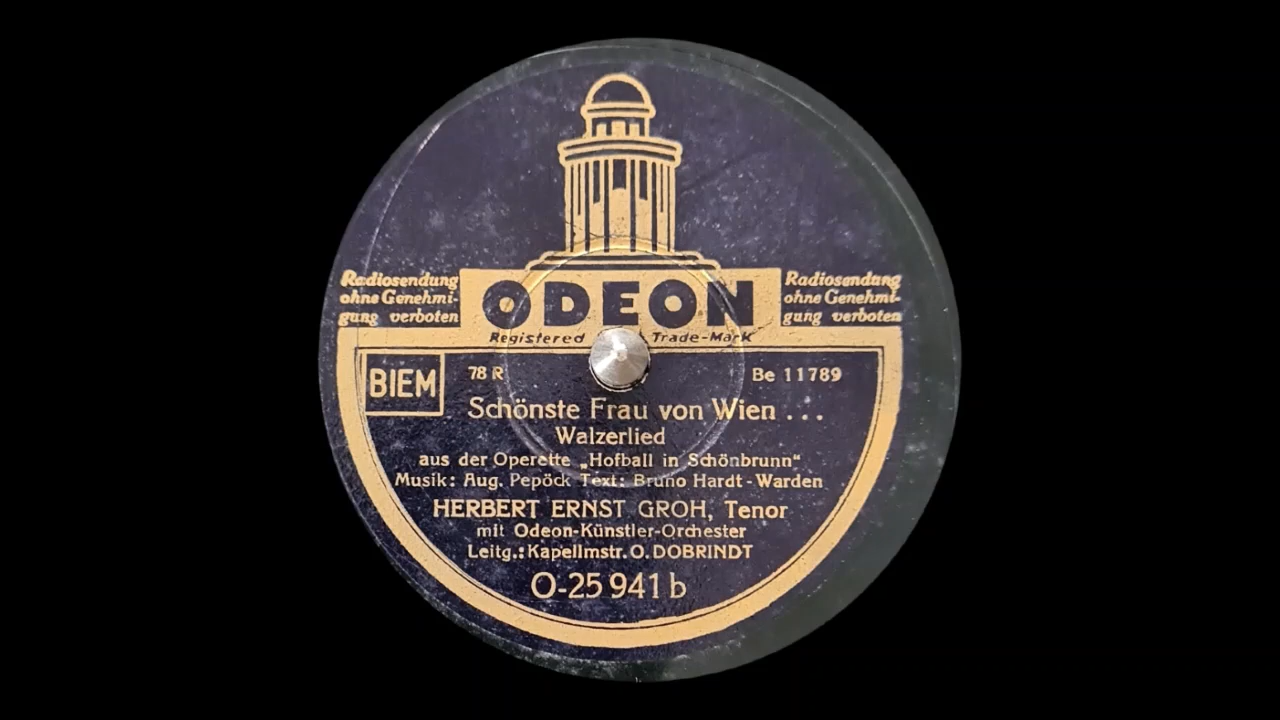 Radiosendung
ohne Genehmi-
gung verboten
ODEON
Radiosendung
ohne Genehmi-
gung verboten
Registered Trade-Mark
BIEM
78 R
Be 11789
Schönste Frau von Wien ...
Walzerlied
aus der Operette „Hofball in Schönbrunn“
Musik: Aug. Pepöck Text: Bruno Hardt-Warden
HERBERT ERNST GROH, Tenor
mit Odeon-Künstler-Orchester
Leitg.: Kapellmstr. O. DOBRINDT
O-25 941 b